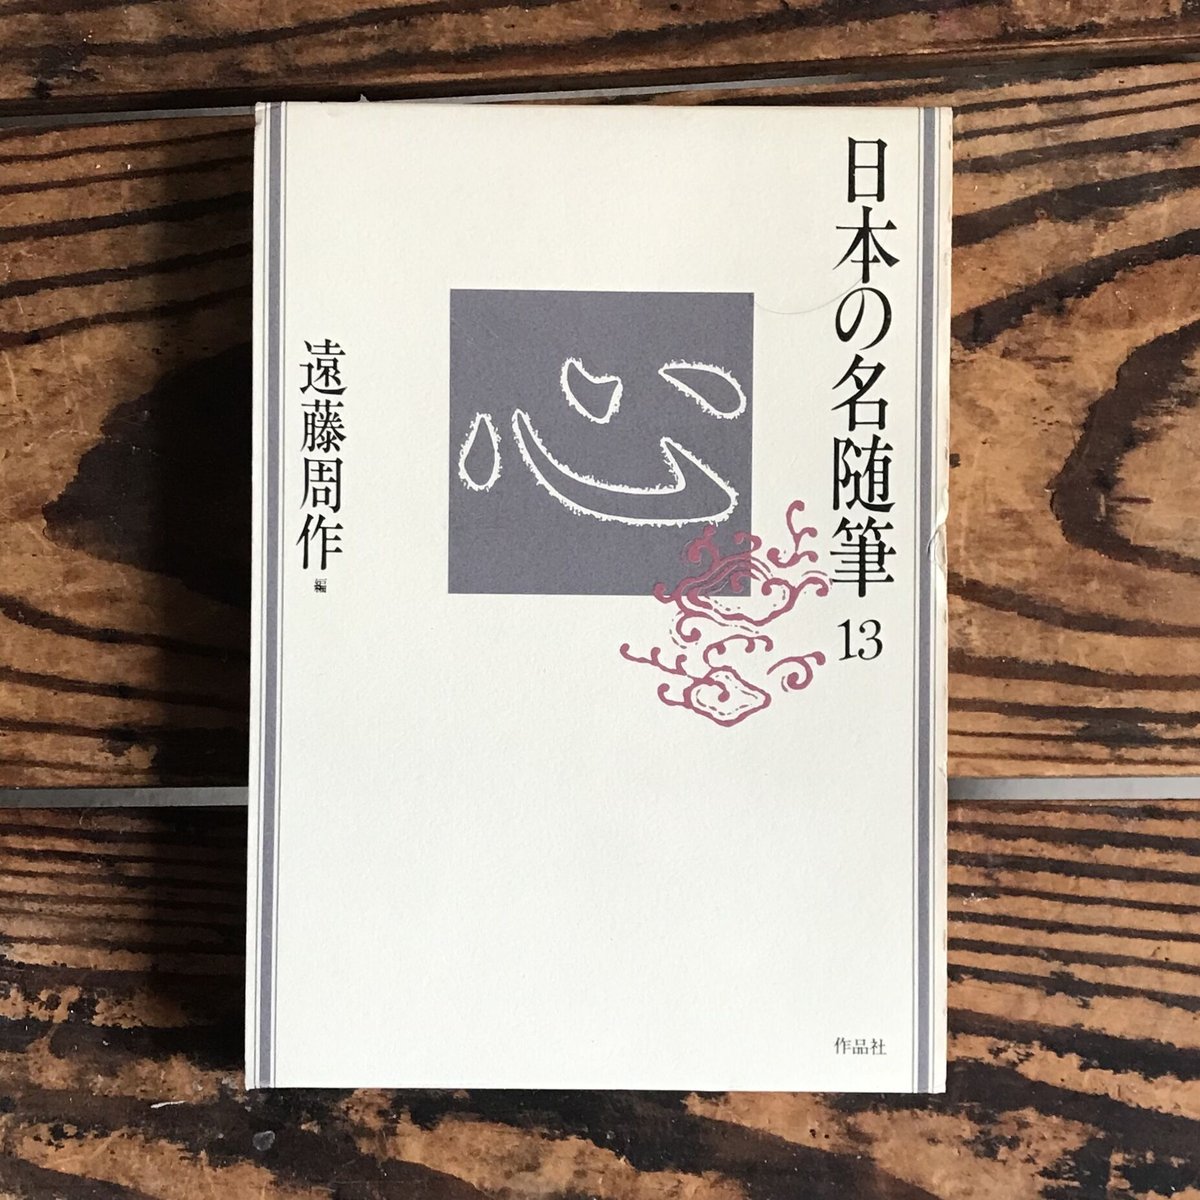 日本の名随筆 13
心
遠藤周作 編
作品社